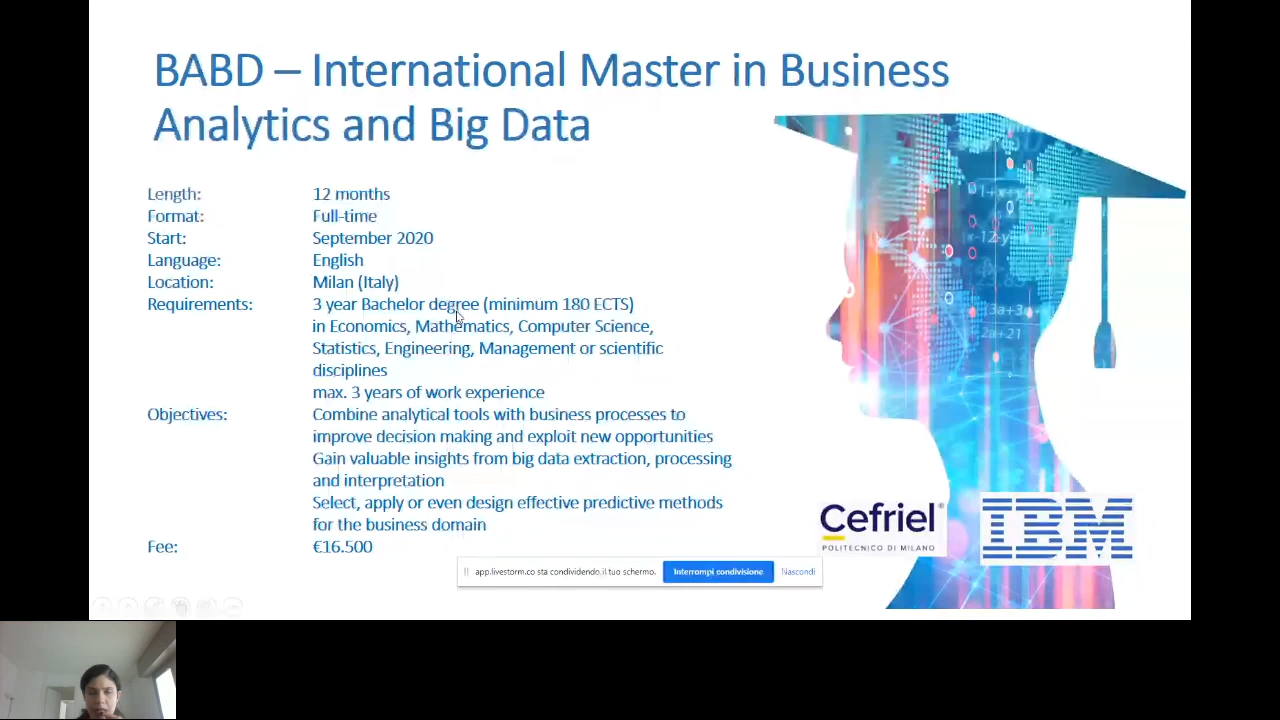 BABD – International Master in Business
Analytics and Big Data
Length: 12 months
Format: Full-time
Start: September 2020
Language: English
Location: Milan (Italy)
Requirements: 3 year Bachelor degree (minimum 180 ECTS)
in Economics, Mathematics, Computer Science,
Statistics, Engineering, Management or scientific
disciplines
max. 3 years of work experience
Objectives: Combine analytical tools with business processes to
improve decision making and exploit new opportunities
Gain valuable insights from big data extraction, processing
and interpretation
Select, apply or even design effective predictive methods
for the business domain
Fee: €16.500
Cefriel
POLITECNICO DI MILANO
IBM
app.livestorm.co sta condividendo il tuo schermo. Interrompi condivisione Nascondi